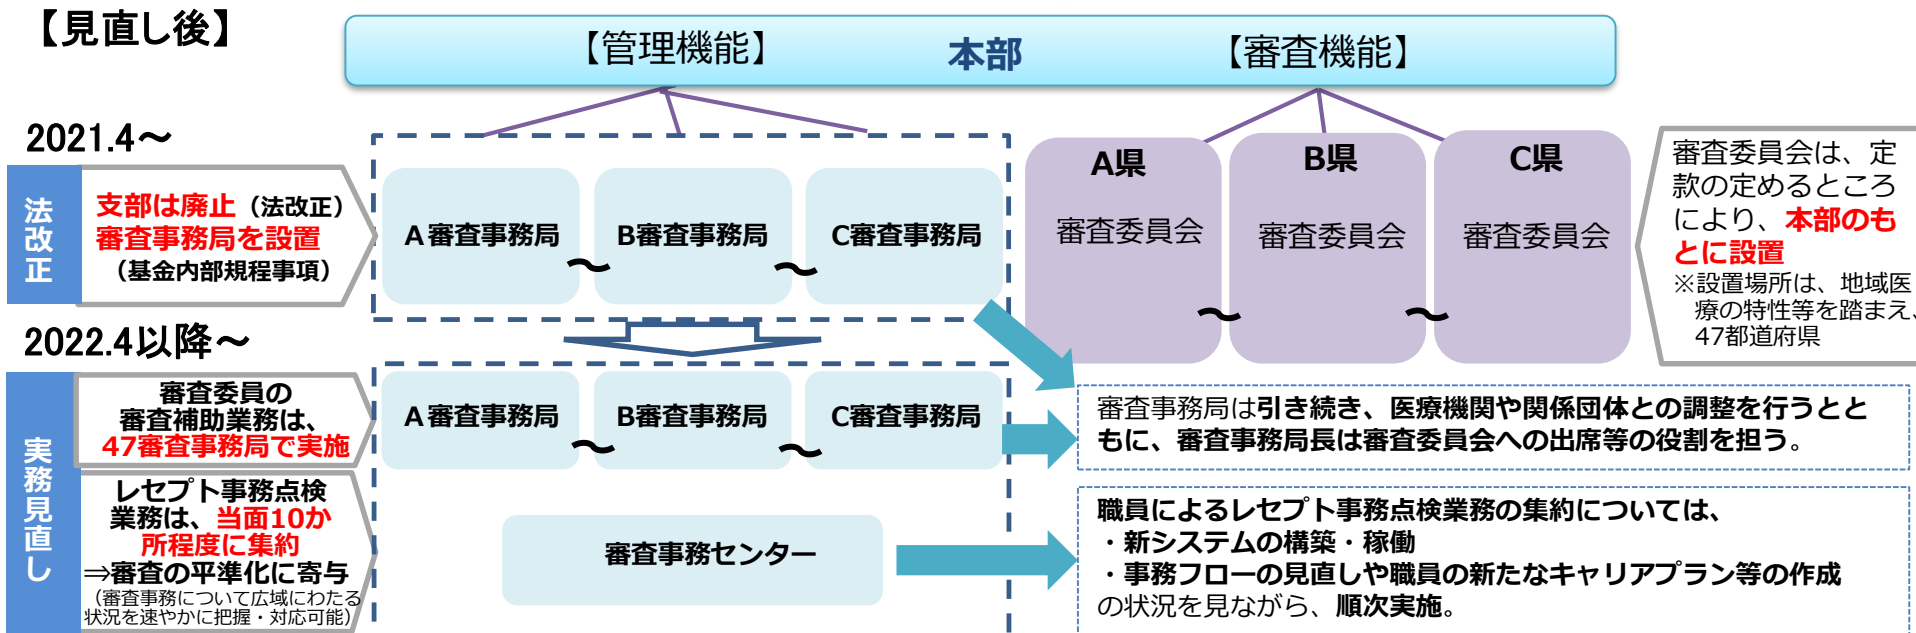 【見直し後】
【管理機能】 本部 【審査機能】
2021.4～
法改正
支部は廃止（法改正）
審査事務局を設置
（基金内部規程事項）
A審査事務局
B審査事務局
C審査事務局
A県
審査委員会
B県
審査委員会
C県
審査委員会
審査委員会は、定
款の定めるところ
により、本部のも
とに設置
※設置場所は、地域医
療の特性等を踏まえ、
47都道府県
2022.4以降～
実務見直し
審査委員の
審査補助業務は、
47審査事務局で実施
レセプト事務点検
業務は、当面10か
所程度に集約
⇒審査の平準化に寄与
（審査事務について広域にわたる
状況を速やかに把握・対応可能）
A審査事務局
B審査事務局
C審査事務局
審査事務センター
審査事務局は引き続き、医療機関や関係団体との調整を行うとと
もに、審査事務局長は審査委員会への出席等の役割を担う。
職員によるレセプト事務点検業務の集約については、
・新システムの構築・稼働
・事務フローの見直しや職員の新たなキャリアプラン等の作成
の状況を見ながら、順次実施。